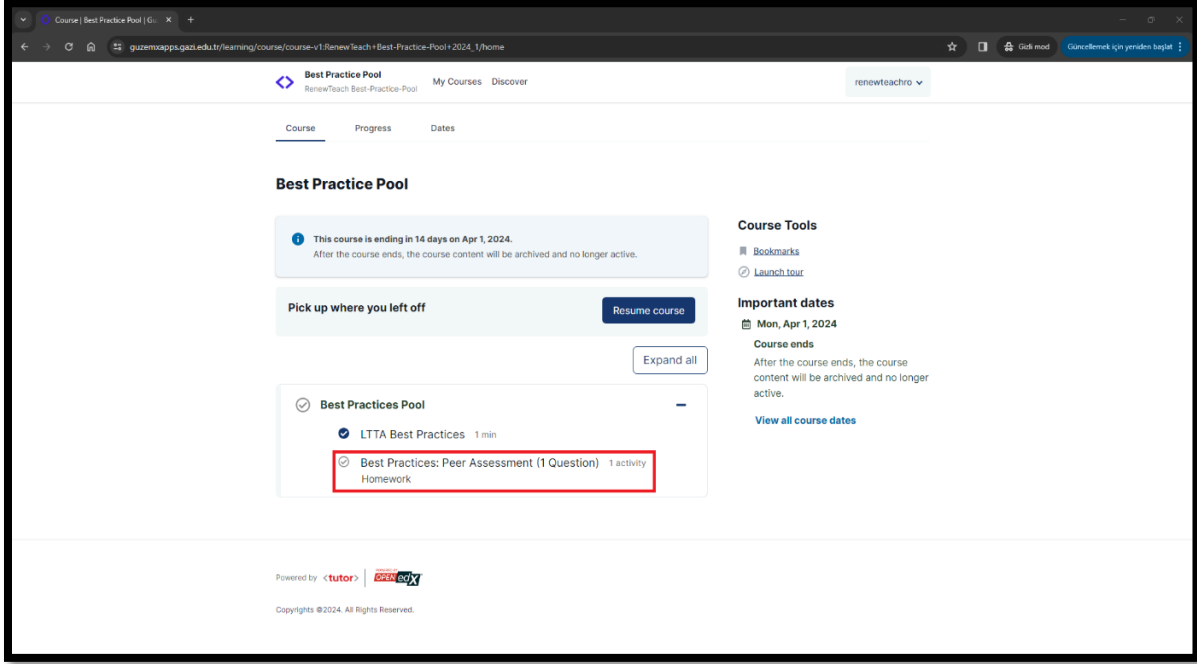 Course | Best Practice Pool | Gu
guzemxapps.gazi.edu.tr/learning/course/course-v1:RenewTeach+Best-Practice-Pool+2024_1/home
Gizli mod
Güncellemek için yeniden başlat
Best Practice Pool
RenewTeach Best-Practice-Pool
My Courses Discover
renewteachro
Course Progress Dates
Best Practice Pool
This course is ending in 14 days on Apr 1, 2024.
After the course ends, the course content will be archived and no longer active.
Pick up where you left off
Resume course
Expand all
Best Practices Pool
LTTA Best Practices 1 min
Best Practices: Peer Assessment (1 Question) 1 activity
Homework
Course Tools
Bookmarks
Launch tour
Important dates
Mon, Apr 1, 2024
Course ends
After the course ends, the course
content will be archived and no longer
active.
View all course dates
Powered by <tutor> OPEN edX
Copyrights ©2024. All Rights Reserved.